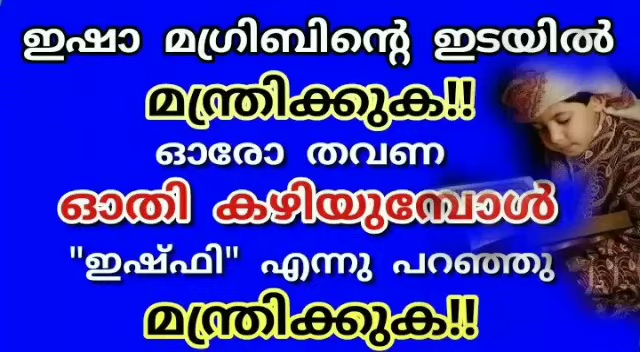 ഇഷാ മഗ്രിബിന്റെ ഇടയിൽ
മന്ത്രിക്കുക!!
ഓരോ തവണ
ഓതി കഴിയുമ്പോൾ
"ഇഷ്ഫി" എന്നു പറഞ്ഞു
മന്ത്രിക്കുക!!